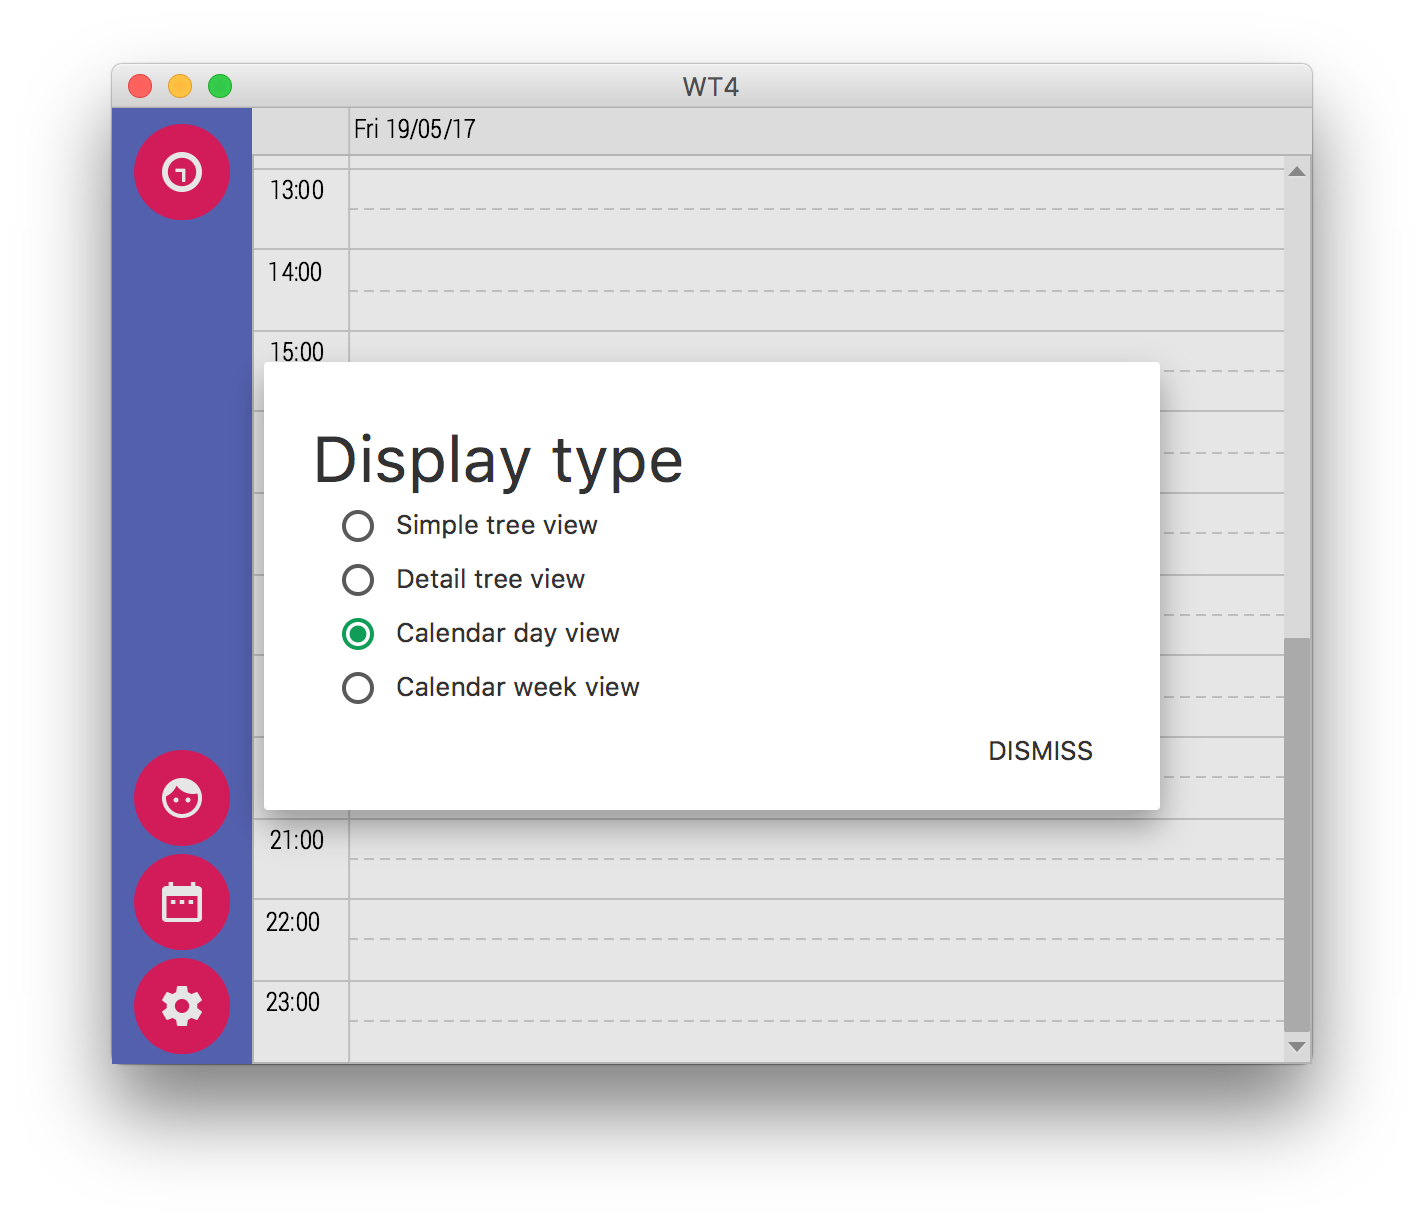 WT4
Fri 19/05/17
13:00
14:00
15:00
Display type
Simple tree view
Detail tree view
Calendar day view
Calendar week view
DISMISS
21:00
22:00
23:00